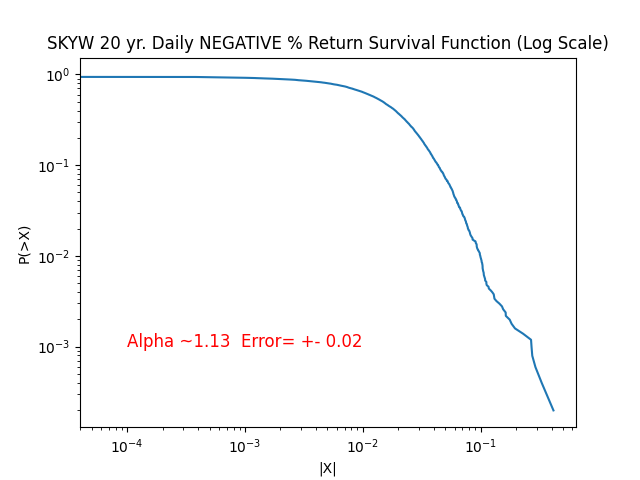 SKYW 20 yr. Daily NEGATIVE % Return Survival Function (Log Scale)
10⁰
10⁻¹
10⁻²
10⁻³
P(>X)
Alpha ~1.13  Error= +- 0.02
10⁻⁴ 10⁻³ 10⁻² 10⁻¹
|X|